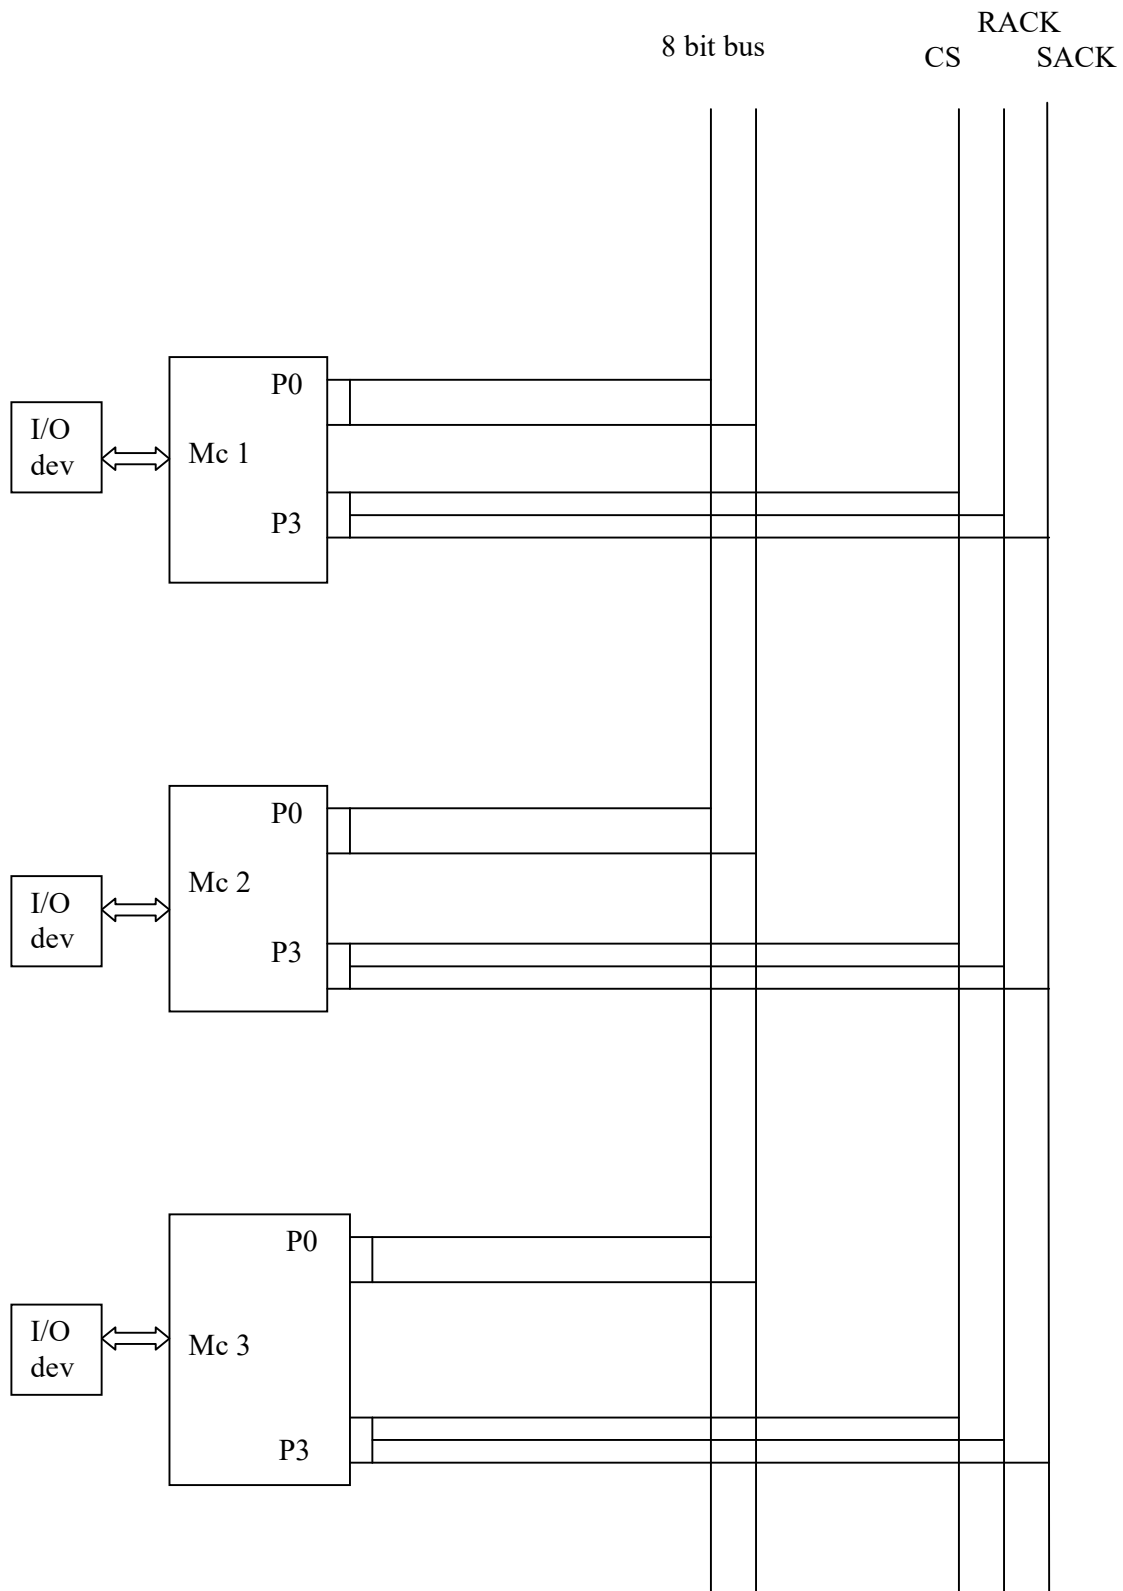 RACK
8 bit bus
CS
SACK
P0
I/O
dev
Mc 1
P3
P0
Mc 2
I/O
dev
P3
P0
I/O
dev
Mc 3
P3